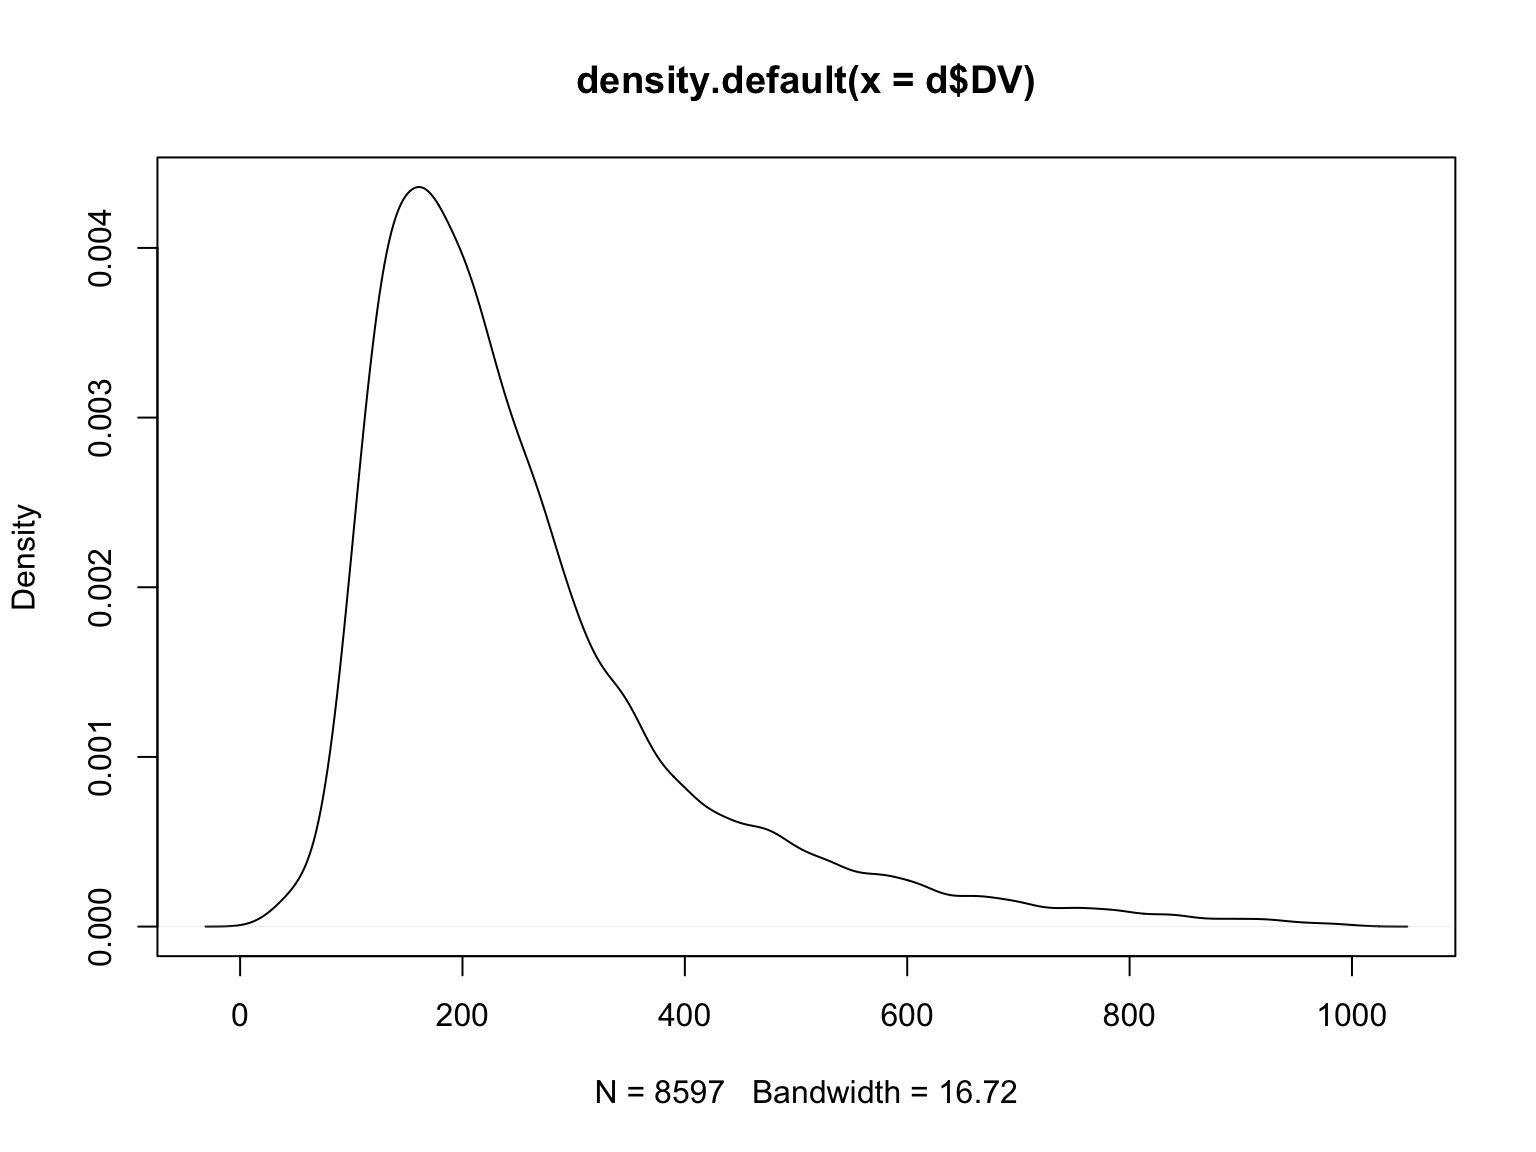 density.default(x = d$DV)
Density
0.004
0.003
0.002
0.001
0.000
0 200 400 600 800 1000
N = 8597 Bandwidth = 16.72